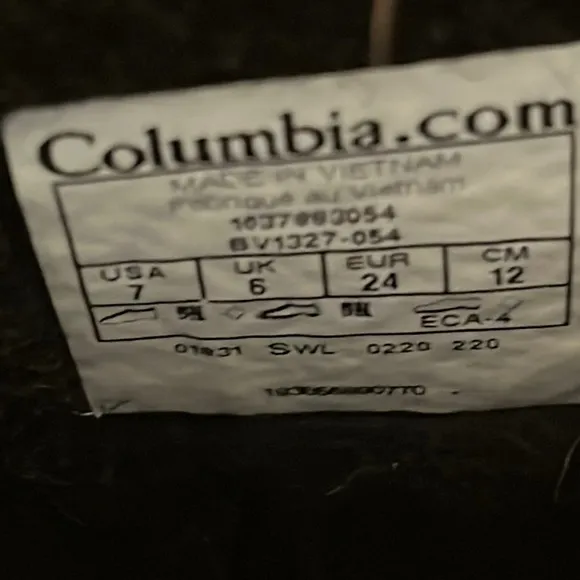 Columbia.com
MADE IN VIETNAM
Fabriqué au Vietnam
BV1327-054
USA UK EUR CM
7 6 24 12
ECA-4
SWL 0220 220